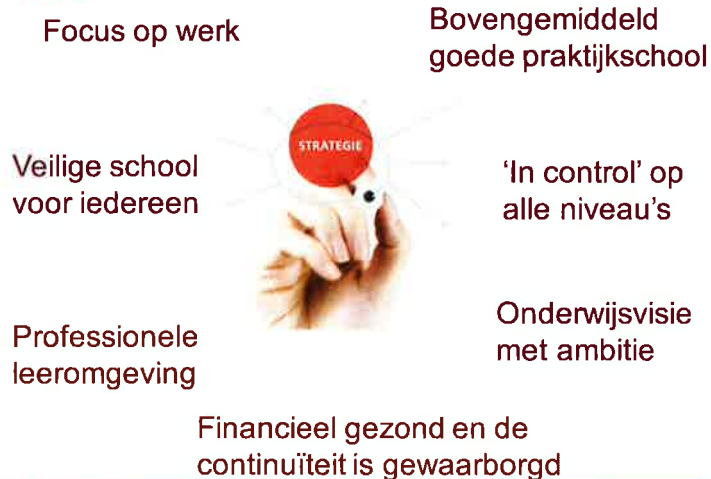 Focus op werk
Bovengemiddeld
goede praktijkschool
STRATEGIE
Veilige school
voor iedereen
‘In control’ op
alle niveau's
Professionele
leeromgeving
Onderwijsvisie
met ambitie
Financieel gezond en de
continuïteit is gewaarborgd